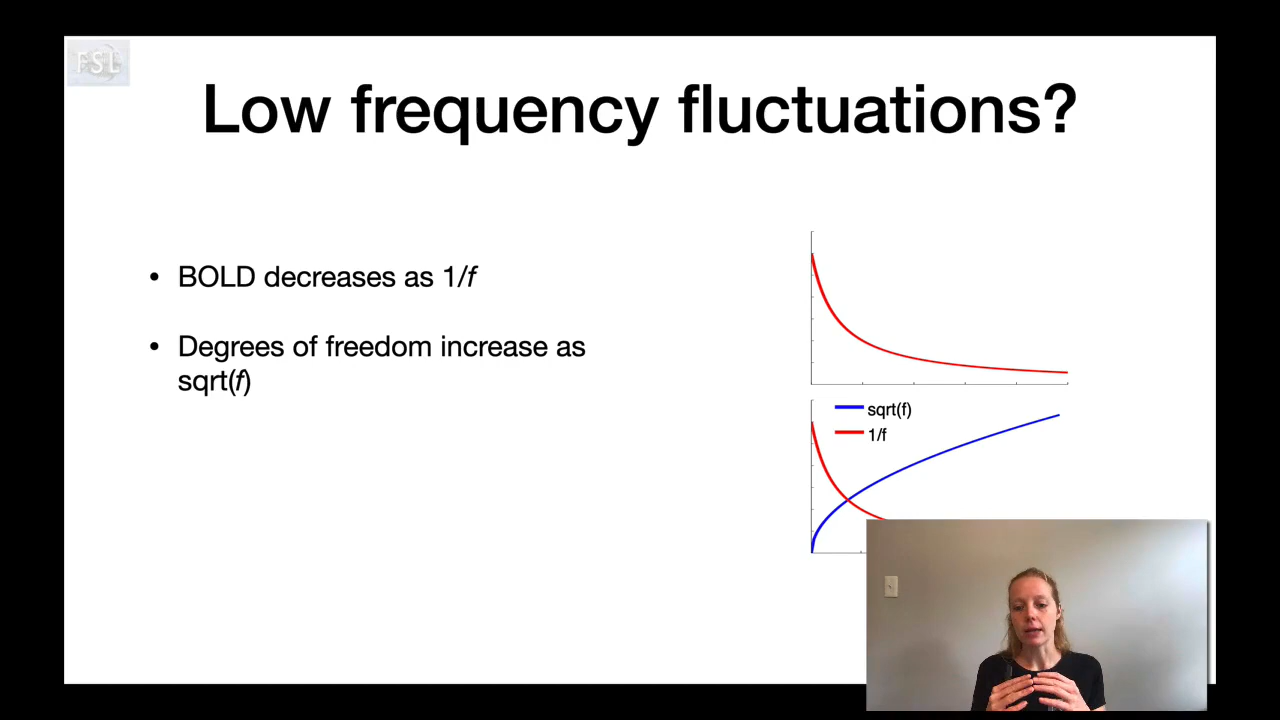 FSL
Low frequency fluctuations?
• BOLD decreases as 1/f
• Degrees of freedom increase as
sqrt(f)
sqrt(f)
1/f